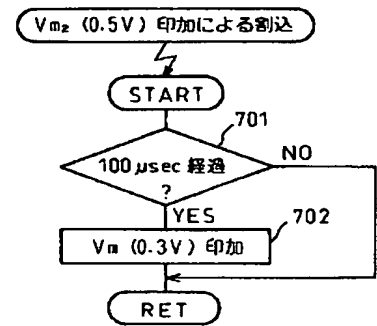 Vm₂ (0.5V) 印加による割込
START
701
100μsec 経過
?
NO
YES
702
Vm (0.3V) 印加
RET